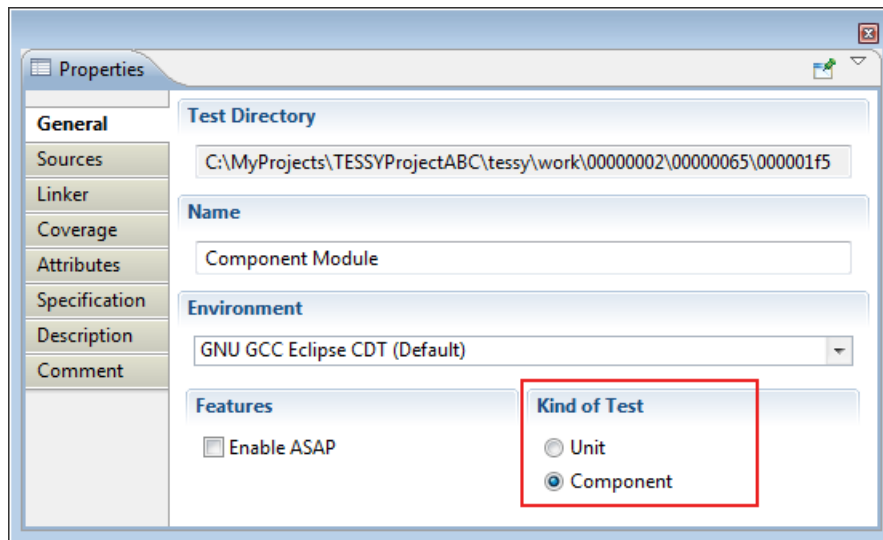 Properties
General
Sources
Linker
Coverage
Attributes
Specification
Description
Comment
Test Directory
C:\MyProjects\TESSYProjectABC\tessy\work\00000002\00000065\000001f5
Name
Component Module
Environment
GNU GCC Eclipse CDT (Default)
Features
Enable ASAP
Kind of Test
Unit
Component